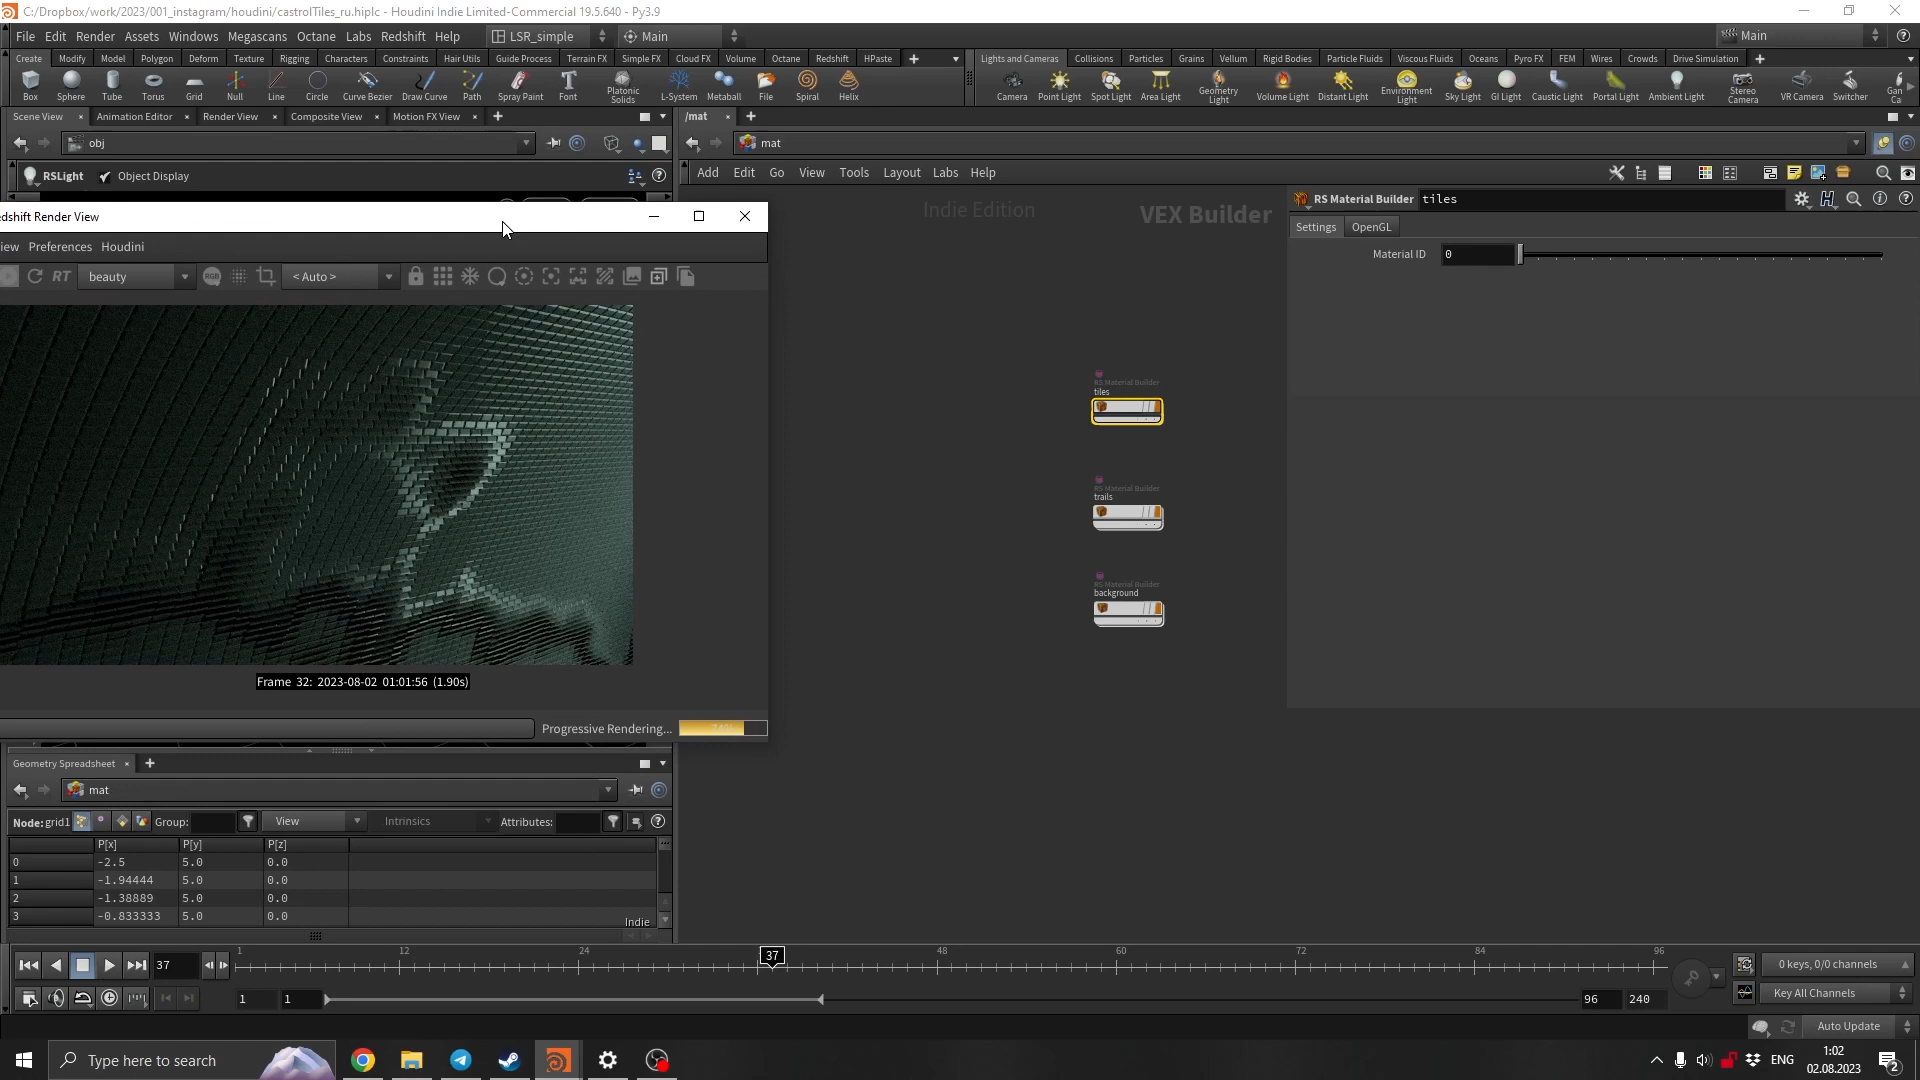 C:/Dropbox/work/2023/001_instagram/houdini/castrolTiles_ru.hiplc - Houdini Indie Limited-Commercial 19.5.640 - Py3.9
File Edit Render Assets Windows Megascans Octane Labs Redshift Help LSR_simple Main Main
Create Modify Model Polygon Deform Texture Rigging Characters Constraints Hair Utils Guide Process Terrain FX Simple FX Cloud FX Volume Octane Redshift HPaste
Lights and Cameras Collisions Particles Grains Vellum Rigid Bodies Particle Fluids Viscous Fluids Oceans Pyro FX FEM Wires Crowds Drive Simulation
Box Sphere Tube Torus Grid Null Line Circle Curve Bezier Draw Curve Path Spray Paint Font Platonic Solids L-System Metaball File Spiral Helix
Camera Point Light Spot Light Area Light Geometry Light Volume Light Distant Light Environment Light Sky Light GI Light Caustic Light Portal Light Ambient Light Stereo Camera VR Camera Switcher Gan Ca
Scene View Animation Editor Render View Composite View Motion FX View
/mat
obj
mat
RSLight Object Display
Add Edit Go View Tools Layout Labs Help
Indie Edition
VEX Builder
RS Material Builder tiles
Settings OpenGL
Material ID 0
edshift Render View
iew Preferences Houdini
RT beauty RGB < Auto >
Frame 32: 2023-08-02 01:01:56 (1.90s)
Progressive Rendering...
RS Material Builder
tiles
RS Material Builder
trails
RS Material Builder
background
Geometry Spreadsheet
mat
Node: grid1 Group: View Intrinsics Attributes:
P[x] P[y] P[z]
0 -2.5 5.0 0.0
1 -1.94444 5.0 0.0
2 -1.38889 5.0 0.0
3 -0.833333 5.0 0.0
Indie
37
1 12 24 37 48 60 72 84 96
0 keys, 0/0 channels
1 1 96 240
Key All Channels
Auto Update
Type here to search
ENG
1:02
02.08.2023
2